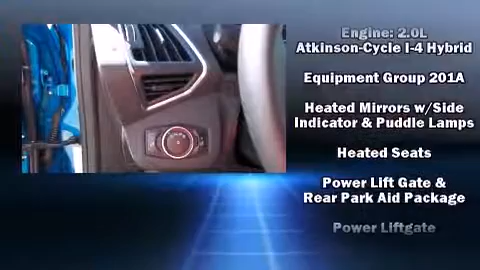 Engine: 2.0L
Atkinson-Cycle I-4 Hybrid
Equipment Group 201A
Heated Mirrors w/Side
Indicator & Puddle Lamps
Heated Seats
Power Lift Gate &
Rear Park Aid Package
Power Liftgate